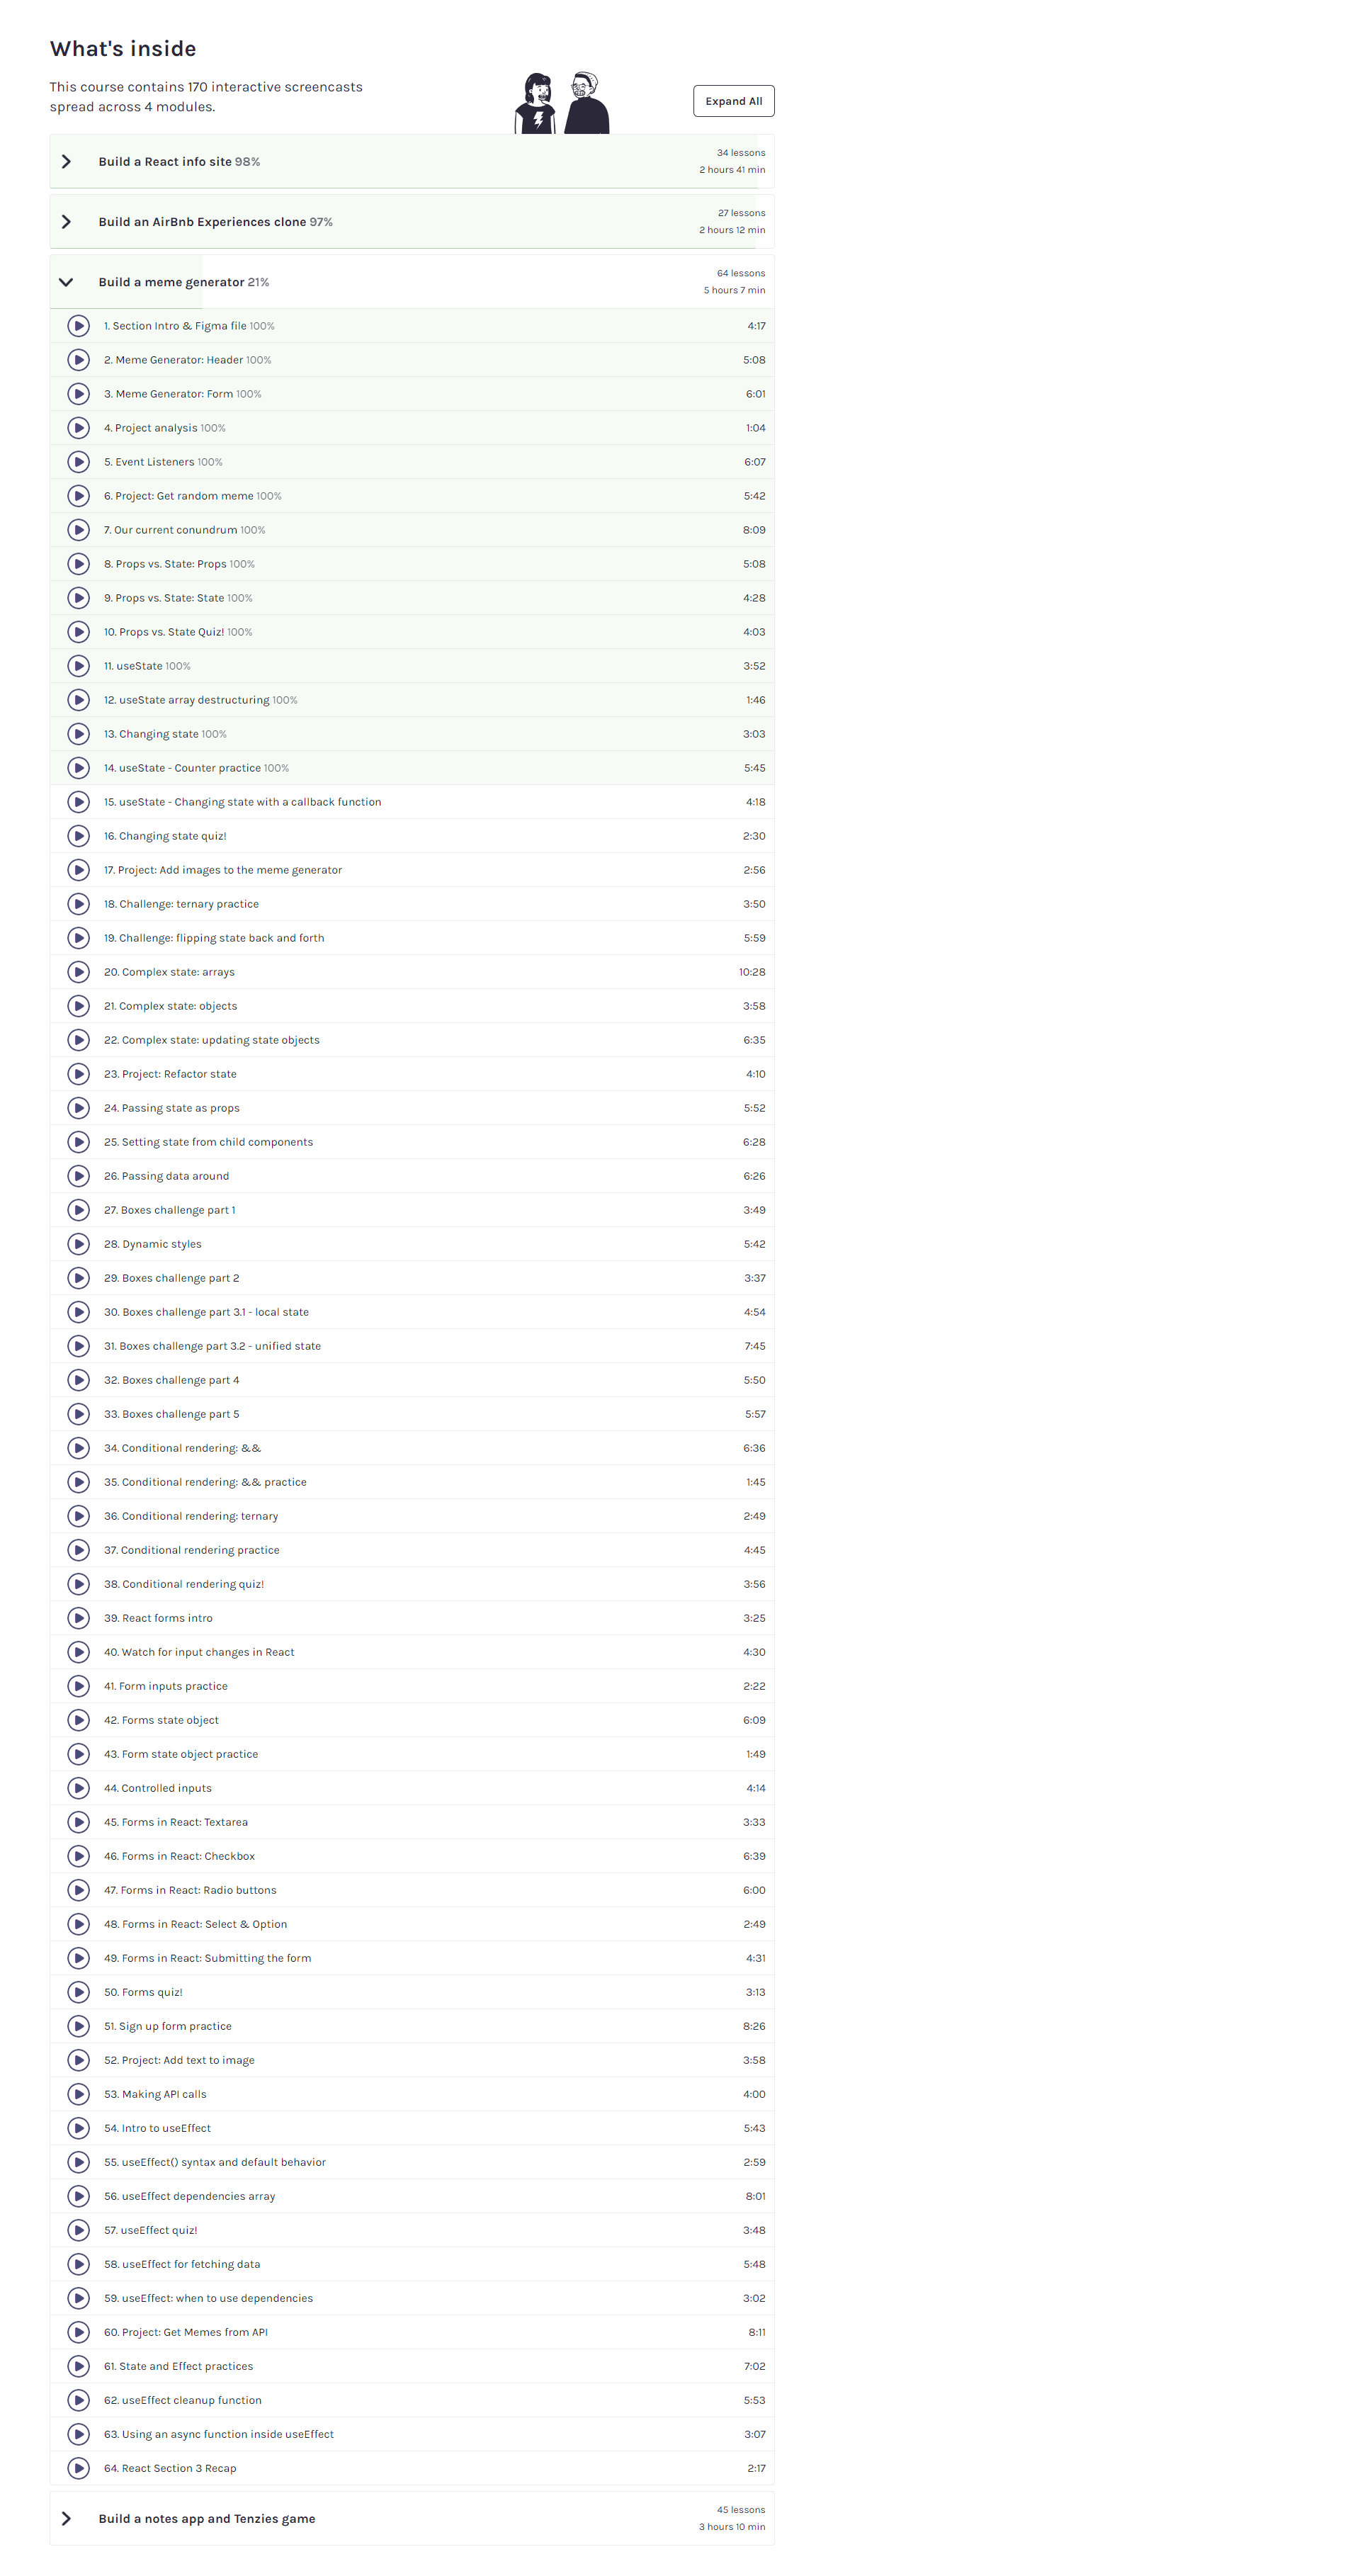 What's inside
This course contains 170 interactive screencasts
spread across 4 modules.
Expand All
Build a React info site 98%
34 lessons
2 hours 41 min
Build an AirBnb Experiences clone 97%
27 lessons
2 hours 12 min
Build a meme generator 21%
64 lessons
5 hours 7 min
1. Section Intro & Figma file 100% 4:17
2. Meme Generator: Header 100% 5:08
3. Meme Generator: Form 100% 6:01
4. Project analysis 100% 1:04
5. Event Listeners 100% 6:07
6. Project: Get random meme 100% 5:42
7. Our current conundrum 100% 8:09
8. Props vs. State: Props 100% 5:08
9. Props vs. State: State 100% 4:28
10. Props vs. State Quiz! 100% 4:03
11. useState 100% 3:52
12. useState array destructuring 100% 1:46
13. Changing state 100% 3:03
14. useState - Counter practice 100% 5:45
15. useState - Changing state with a callback function 4:18
16. Changing state quiz! 2:30
17. Project: Add images to the meme generator 2:56
18. Challenge: ternary practice 3:50
19. Challenge: flipping state back and forth 5:59
20. Complex state: arrays 10:28
21. Complex state: objects 3:58
22. Complex state: updating state objects 6:35
23. Project: Refactor state 4:10
24. Passing state as props 5:52
25. Setting state from child components 6:28
26. Passing data around 6:26
27. Boxes challenge part 1 3:49
28. Dynamic styles 5:42
29. Boxes challenge part 2 3:37
30. Boxes challenge part 3.1 - local state 4:54
31. Boxes challenge part 3.2 - unified state 7:45
32. Boxes challenge part 4 5:50
33. Boxes challenge part 5 5:57
34. Conditional rendering: && 6:36
35. Conditional rendering: && practice 1:45
36. Conditional rendering: ternary 2:49
37. Conditional rendering practice 4:45
38. Conditional rendering quiz! 3:56
39. React forms intro 3:25
40. Watch for input changes in React 4:30
41. Form inputs practice 2:22
42. Forms state object 6:09
43. Form state object practice 1:49
44. Controlled inputs 4:14
45. Forms in React: Textarea 3:33
46. Forms in React: Checkbox 6:39
47. Forms in React: Radio buttons 6:00
48. Forms in React: Select & Option 2:49
49. Forms in React: Submitting the form 4:31
50. Forms quiz! 3:13
51. Sign up form practice 8:26
52. Project: Add text to image 3:58
53. Making API calls 4:00
54. Intro to useEffect 5:43
55. useEffect() syntax and default behavior 2:59
56. useEffect dependencies array 8:01
57. useEffect quiz! 3:48
58. useEffect for fetching data 5:48
59. useEffect: when to use dependencies 3:02
60. Project: Get Memes from API 8:11
61. State and Effect practices 7:02
62. useEffect cleanup function 5:53
63. Using an async function inside useEffect 3:07
64. React Section 3 Recap 2:17
Build a notes app and Tenzies game
45 lessons
3 hours 10 min